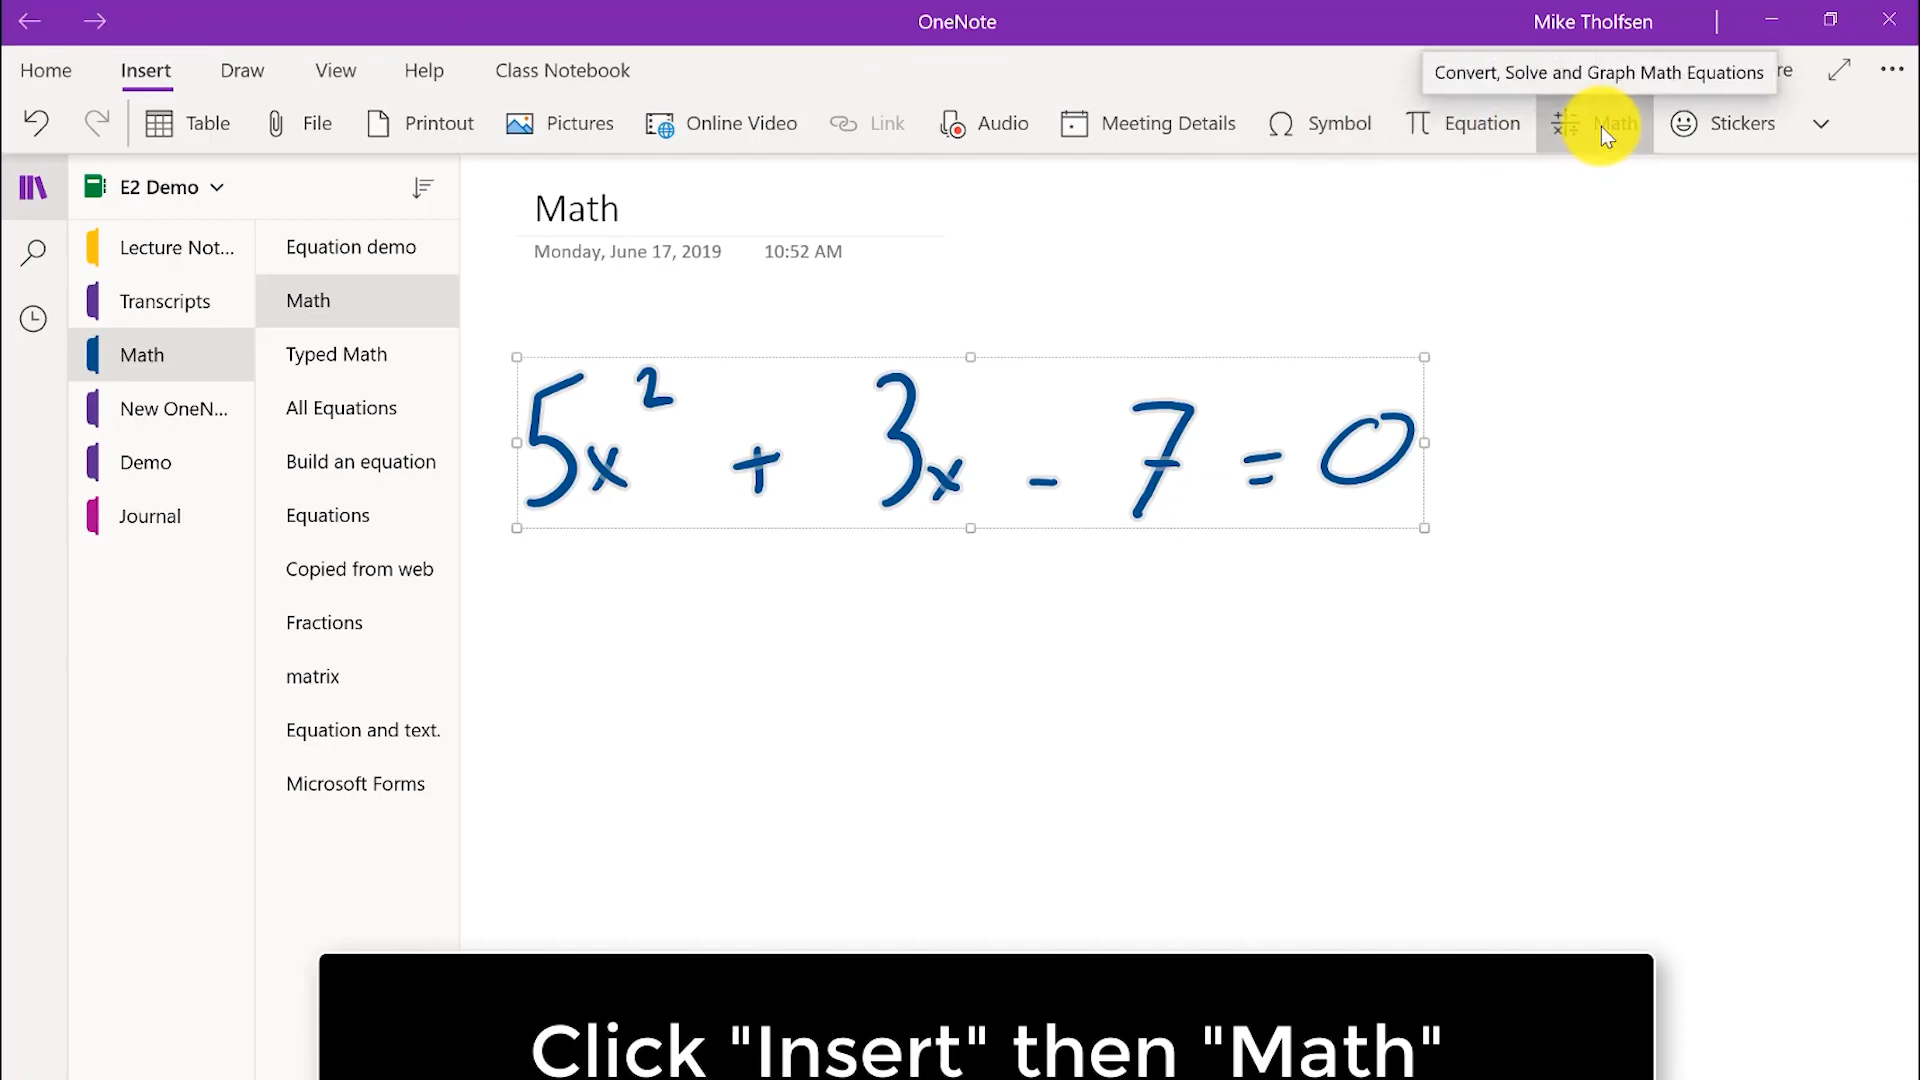 OneNote
Mike Tholfsen
Home Insert Draw View Help Class Notebook
Convert, Solve and Graph Math Equations
re
Table File Printout Pictures Online Video Link Audio Meeting Details Symbol Equation Math Stickers
E2 Demo
Lecture Not...
Transcripts
Math
New OneN...
Demo
Journal
Equation demo
Math
Typed Math
All Equations
Build an equation
Equations
Copied from web
Fractions
matrix
Equation and text.
Microsoft Forms
Math
Monday, June 17, 2019 10:52 AM
5x² + 3x - 7 = 0
Click "Insert" then "Math"